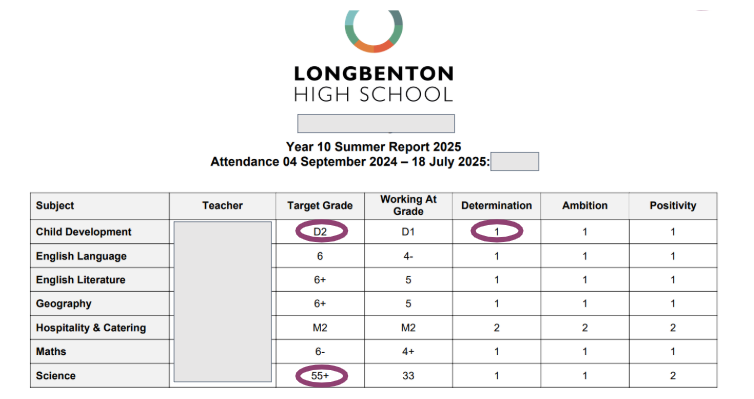 LONGBENTON
HIGH SCHOOL
Year 10 Summer Report 2025
Attendance 04 September 2024 – 18 July 2025:
Subject Teacher Target Grade Working At Grade Determination Ambition Positivity
Child Development D2 D1 1 1 1
English Language 6 4- 1 1 1
English Literature 6+ 5 1 1 1
Geography 6+ 5 1 1 1
Hospitality & Catering M2 M2 2 2 2
Maths 6- 4+ 1 1 1
Science 55+ 33 1 1 2